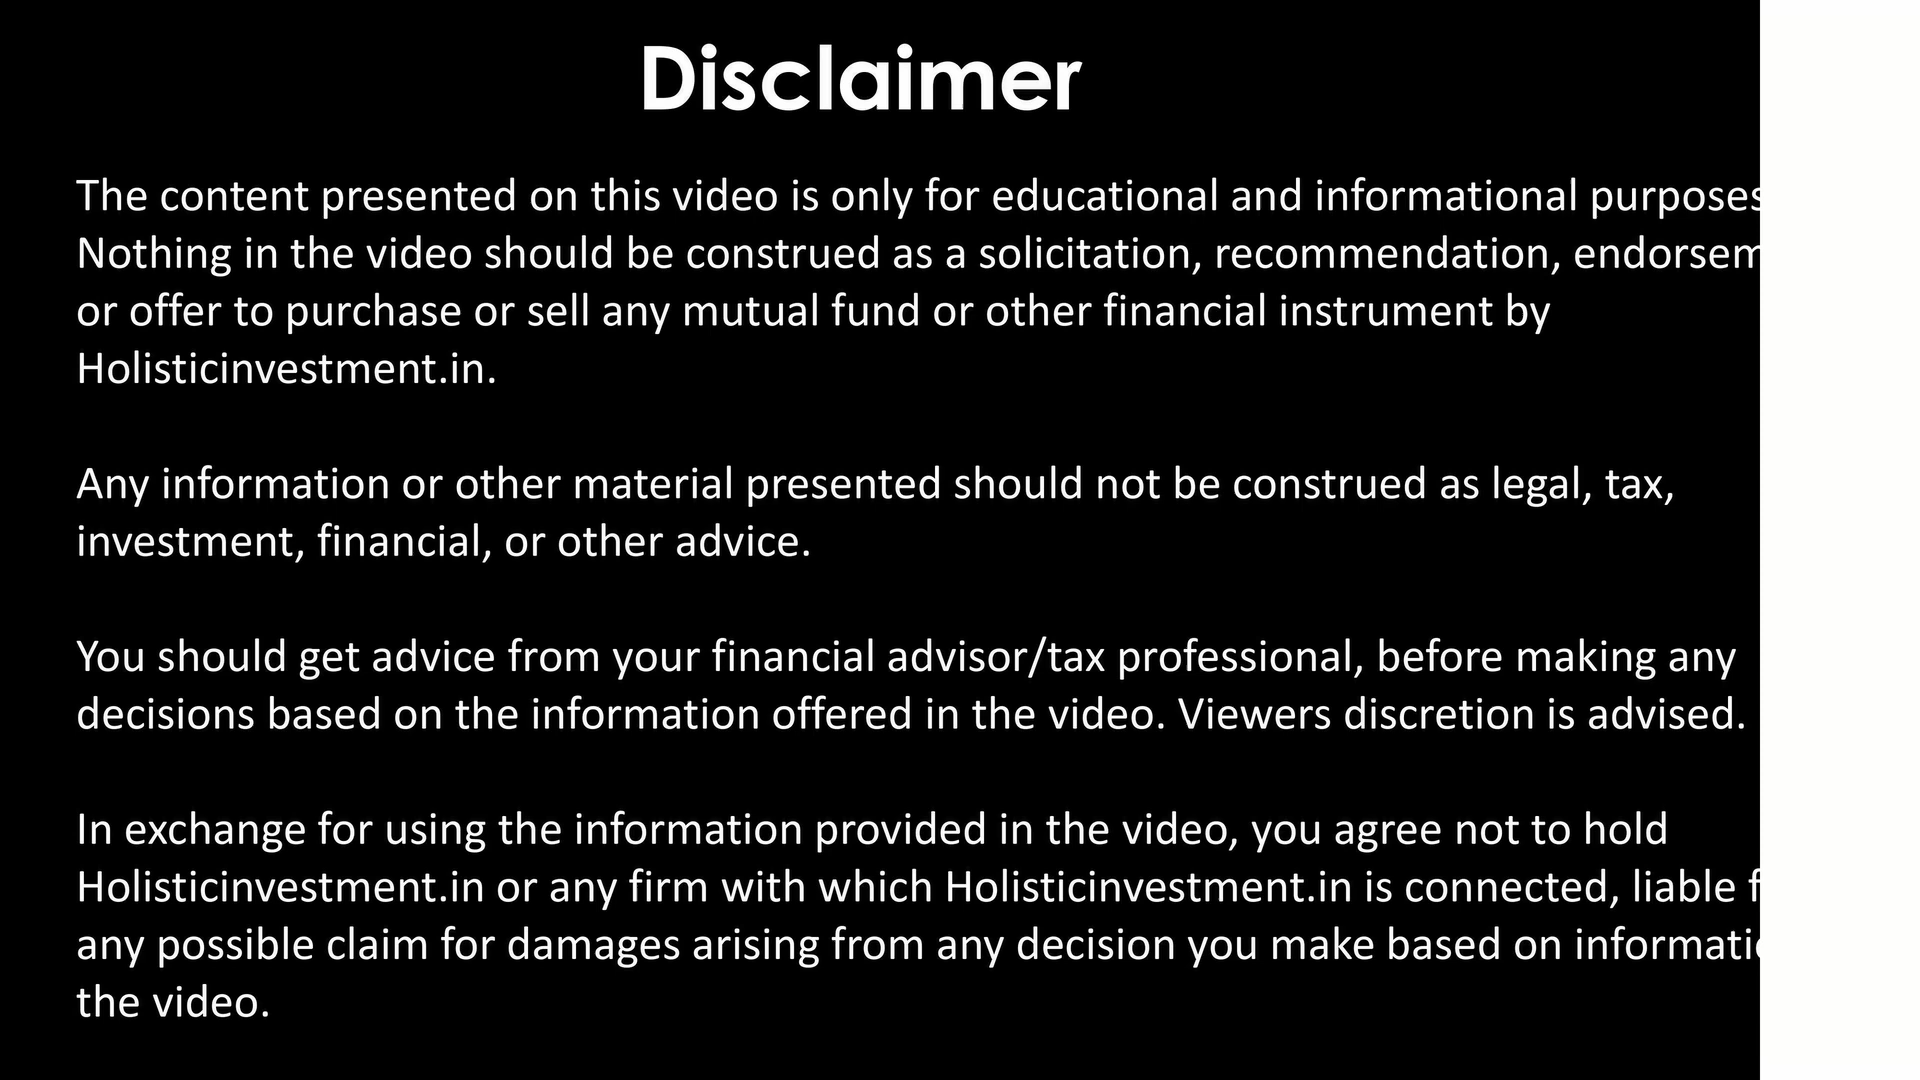 Disclaimer
The content presented on this video is only for educational and informational purposes
Nothing in the video should be construed as a solicitation, recommendation,
or offer to purchase or sell any mutual fund or other financial instrument by
Holisticinvestment.in.
Any information or other material presented should not be construed as legal, tax,
investment, financial, or other advice.
You should get advice from your financial advisor/tax professional, before making any
decisions based on the information offered in the video. Viewers discretion is advised.
In exchange for using the information provided in the video, you agree not to hold
Holisticinvestment.in or any firm with which Holisticinvestment.in is connected, liable
any possible claim for damages arising from any decision you make based on
the video.